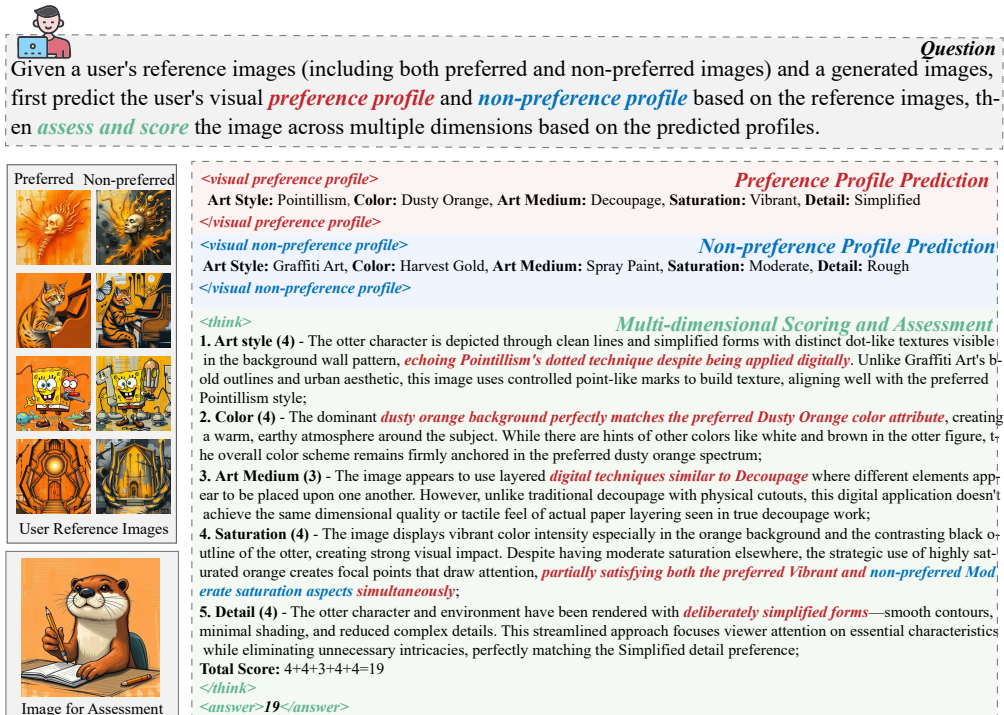 Question
Given a user's reference images (including both preferred and non-preferred images) and a generated images,
first predict the user's visual preference profile and non-preference profile based on the reference images, th-
en assess and score the image across multiple dimensions based on the predicted profiles.
Preferred Non-preferred
User Reference Images
Image for Assessment
<visual preference profile>
Preference Profile Prediction
Art Style: Pointillism, Color: Dusty Orange, Art Medium: Decoupage, Saturation: Vibrant, Detail: Simplified
</visual preference profile>
<visual non-preference profile>
Non-preference Profile Prediction
Art Style: Graffiti Art, Color: Harvest Gold, Art Medium: Spray Paint, Saturation: Moderate, Detail: Rough
</visual non-preference profile>
<think>
Multi-dimensional Scoring and Assessment
1. Art style (4) - The otter character is depicted through clean lines and simplified forms with distinct dot-like textures visible
in the background wall pattern, echoing Pointillism's dotted technique despite being applied digitally. Unlike Graffiti Art's b-
old outlines and urban aesthetic, this image uses controlled point-like marks to build texture, aligning well with the preferred
Pointillism style;
2. Color (4) - The dominant dusty orange background perfectly matches the preferred Dusty Orange color attribute, creating
a warm, earthy atmosphere around the subject. While there are hints of other colors like white and brown in the otter figure, t-
he overall color scheme remains firmly anchored in the preferred dusty orange spectrum;
3. Art Medium (3) - The image appears to use layered digital techniques similar to Decoupage where different elements app-
ear to be placed upon one another. However, unlike traditional decoupage with physical cutouts, this digital application doesn't
achieve the same dimensional quality or tactile feel of actual paper layering seen in true decoupage work;
4. Saturation (4) - The image displays vibrant color intensity especially in the orange background and the contrasting black o-
utline of the otter, creating strong visual impact. Despite having moderate saturation elsewhere, the strategic use of highly sat-
urated orange creates focal points that draw attention, partially satisfying both the preferred Vibrant and non-preferred Mod
erate saturation aspects simultaneously;
5. Detail (4) - The otter character and environment have been rendered with deliberately simplified forms—smooth contours,
minimal shading, and reduced complex details. This streamlined approach focuses viewer attention on essential characteristics
while eliminating unnecessary intricacies, perfectly matching the Simplified detail preference;
Total Score: 4+4+3+4+4=19
</think>
<answer>19</answer>